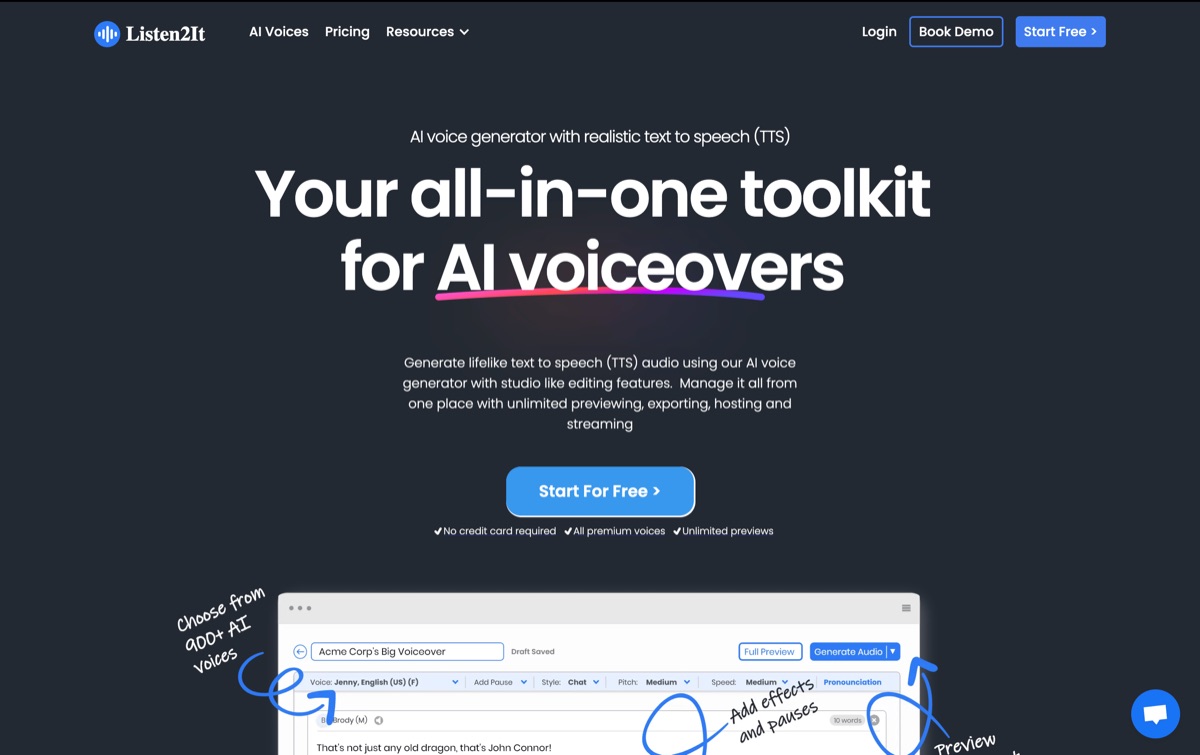 Listen2It
AI Voices
Pricing
Resources
Login
Book Demo
Start Free >
AI voice generator with realistic text to speech (TTS)
Your all-in-one toolkit
for AI voiceovers
Generate lifelike text to speech (TTS) audio using our AI voice
generator with studio like editing features. Manage it all from
one place with unlimited previewing, exporting, hosting and
streaming
Start For Free >
✔No credit card required ✔All premium voices ✔Unlimited previews
Choose from
900+ AI
voices
Acme Corp's Big Voiceover
Draft Saved
Full Preview
Generate Audio
Voice: Jenny, English (US) (F)
Add Pause
Style: Chat
Pitch: Medium
Speed: Medium
Pronunciation
Add effects
and pauses
Brody (M)
10 words
Preview
That's not just any old dragon, that's John Connor!